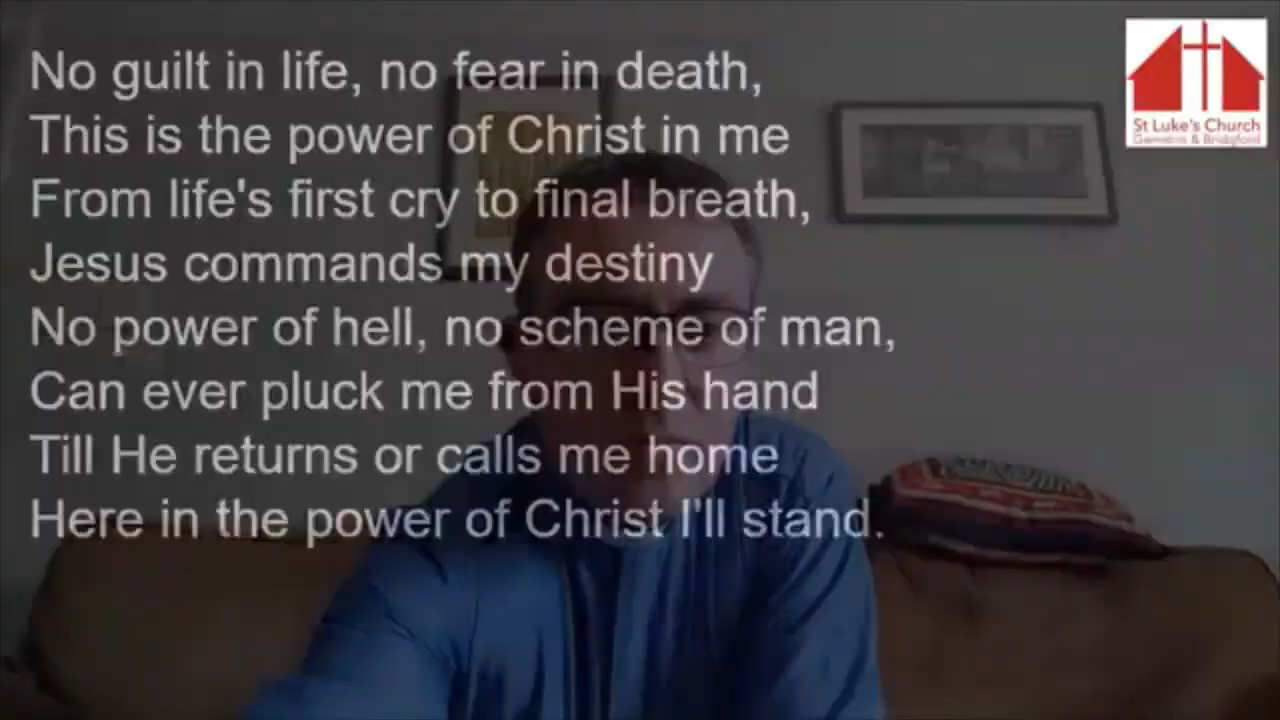 No guilt in life, no fear in death,
This is the power of Christ in me
From life's first cry to final breath,
Jesus commands my destiny
No power of hell, no scheme of man,
Can ever pluck me from His hand
Till He returns or calls me home
Here in the power of Christ I'll stand.
St Luke's Church
Gamston & Bridgford